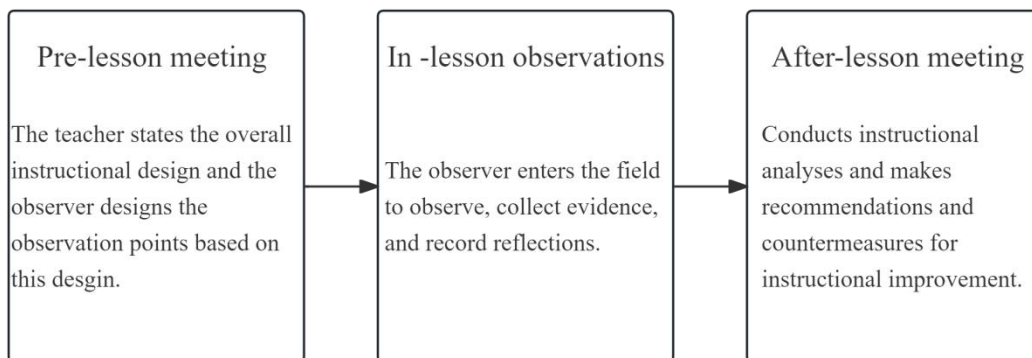 Pre-lesson meeting
The teacher states the overall
instructional design and the
observer designs the
observation points based on
this desgin.
In -lesson observations
The observer enters the field
to observe, collect evidence,
and record reflections.
After-lesson meeting
Conducts instructional
analyses and makes
recommendations and
countermeasures for
instructional improvement.